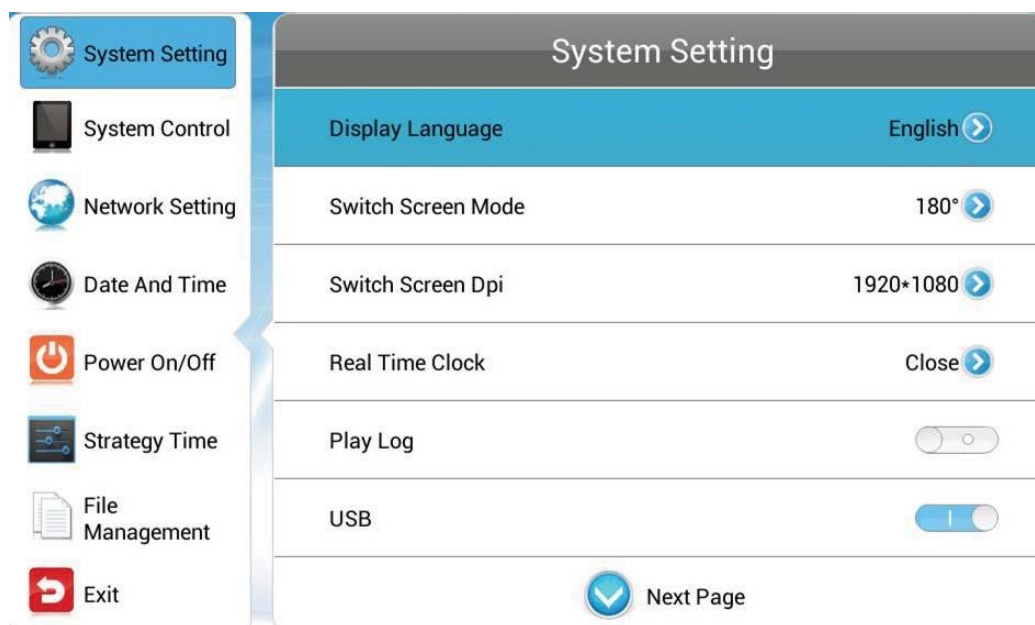 System Setting
System Control
Network Setting
Date And Time
Power On/Off
Strategy Time
File
Management
Exit
System Setting
Display Language English
Switch Screen Mode 180°
Switch Screen Dpi 1920*1080
Real Time Clock Close
Play Log
USB
Next Page